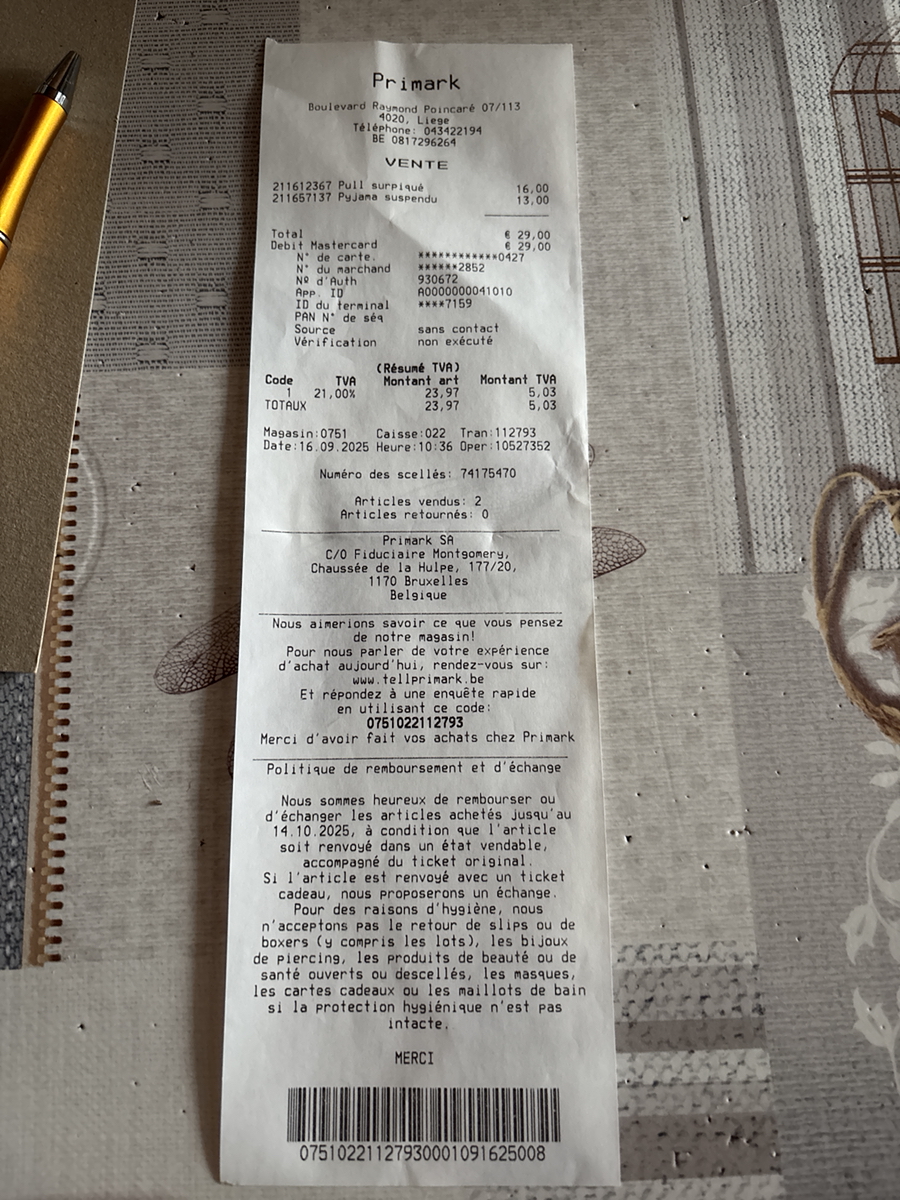 Primark
Boulevard Raymond Poincaré 07/113
4020, Liege
Téléphone: 043422194
BE 0817296264
VENTE
211612367 Pull surpiqué 16,00
211657137 Pyjama suspendu 13,00
Total € 29,00
Debit Mastercard € 29,00
N° de carte. ************0427
N° du marchand ******2852
Nº d'Auth 930672
App. ID A0000000041010
ID du terminal ****7159
PAN N° de séq
Source sans contact
Vérification non exécuté
(Résumé TVA)
Code TVA Montant art Montant TVA
1 21,00% 23,97 5,03
TOTAUX 23,97 5,03
Magasin:0751 Caisse:022 Tran:112793
Date:16.09.2025 Heure:10:36 Oper:10527352
Numéro des scellés: 74175470
Articles vendus: 2
Articles retournés: 0
Primark SA
C/O Fiduciaire Montgomery,
Chaussée de la Hulpe, 177/20,
1170 Bruxelles
Belgique
Nous aimerions savoir ce que vous pensez
de notre magasin!
Pour nous parler de votre expérience
d'achat aujourd'hui, rendez-vous sur:
www.tellprimark.be
Et répondez à une enquête rapide
en utilisant ce code:
0751022112793
Merci d'avoir fait vos achats chez Primark
Politique de remboursement et d'échange
Nous sommes heureux de rembourser ou
d'échanger les articles achetés jusqu'au
14.10.2025, à condition que l'article
soit renvoyé dans un état vendable,
accompagné du ticket original.
Si l'article est renvoyé avec un ticket
cadeau, nous proposerons un échange.
Pour des raisons d'hygiène, nous
n'acceptons pas le retour de slips ou de
boxers (y compris les lots), les bijoux
de piercing, les produits de beauté ou de
santé ouverts ou descellés, les masques,
les cartes cadeaux ou les maillots de bain
si la protection hygiénique n'est pas
intacte.
MERCI
07510221127930001091625008